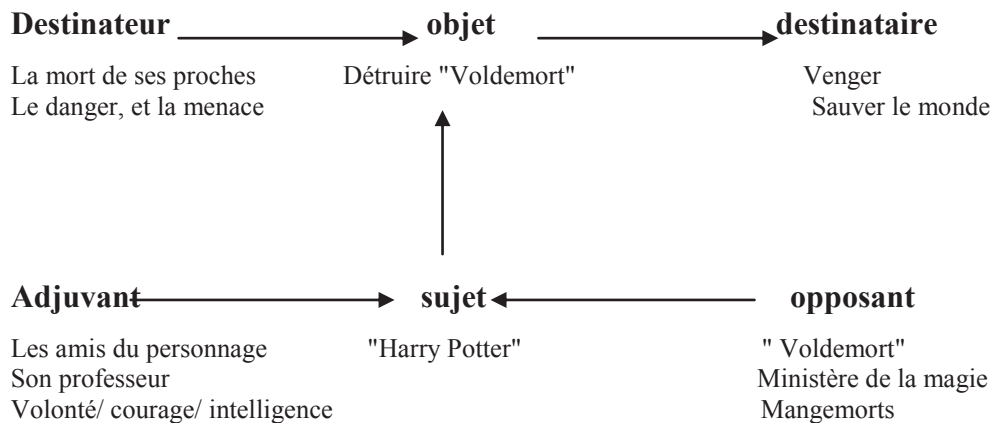 Destinateur objet destinataire
La mort de ses proches Détruire "Voldemort" Venger
Le danger, et la menace Sauver le monde
Adjuvant sujet opposant
Les amis du personnage "Harry Potter" " Voldemort"
Son professeur Ministère de la magie
Volonté/ courage/ intelligence Mangemorts